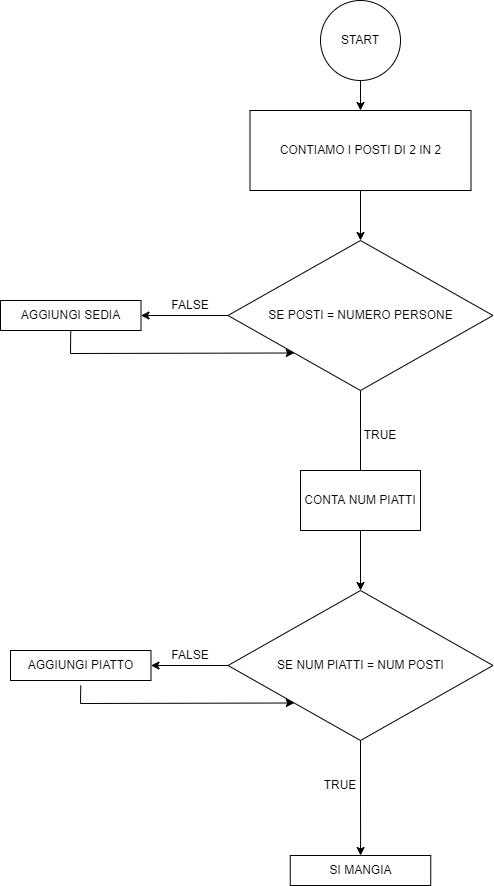 START
CONTIAMO I POSTI DI 2 IN 2
SE POSTI = NUMERO PERSONE
FALSE
AGGIUNGI SEDIA
TRUE
CONTA NUM PIATTI
SE NUM PIATTI = NUM POSTI
FALSE
AGGIUNGI PIATTO
TRUE
SI MANGIA